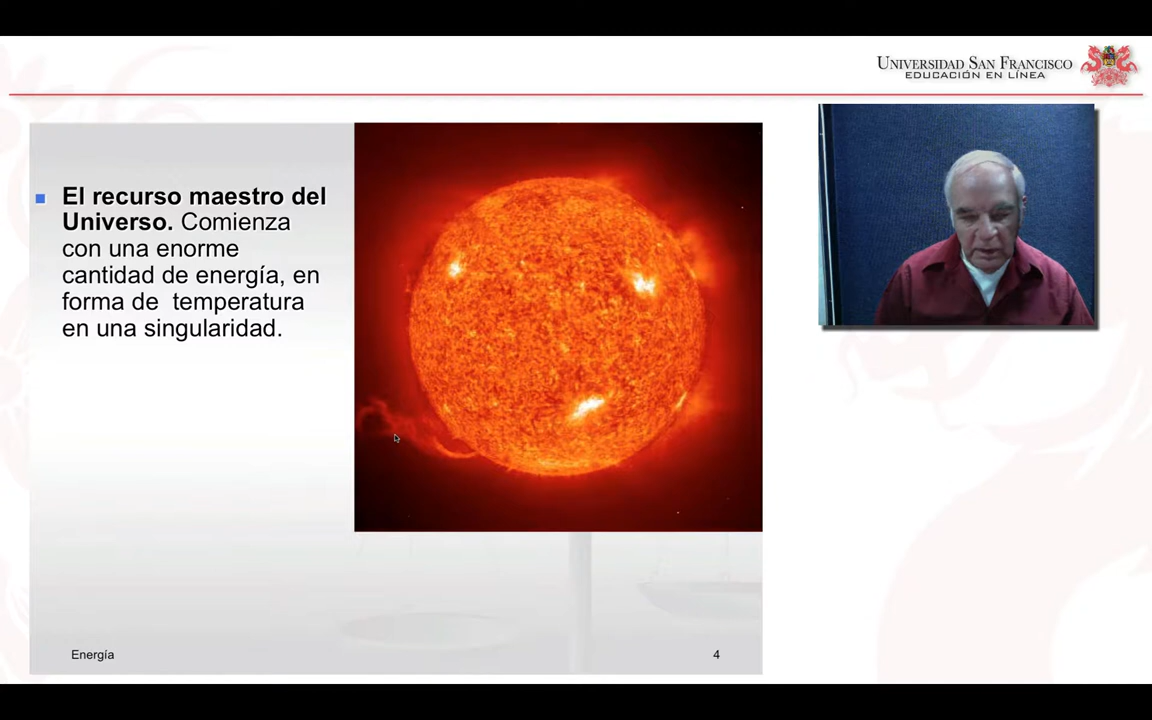 UNIVERSIDAD SAN FRANCISCO
EDUCACIÓN EN LÍNEA
El recurso maestro del
Universo. Comienza
con una enorme
cantidad de energía, en
forma de temperatura
en una singularidad.
Energía
4